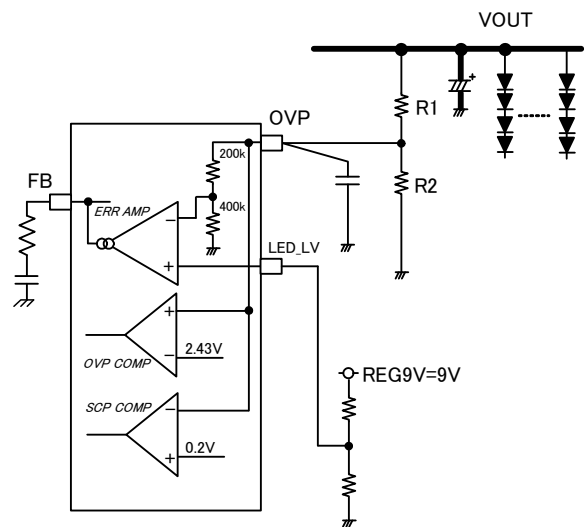 VOUT
R1
OVP
200k
R2
FB
ERR AMP
400k
−
+
LED_LV
+
−
2.43V
OVP COMP
REG9V=9V
SCP COMP
−
+
0.2V
+